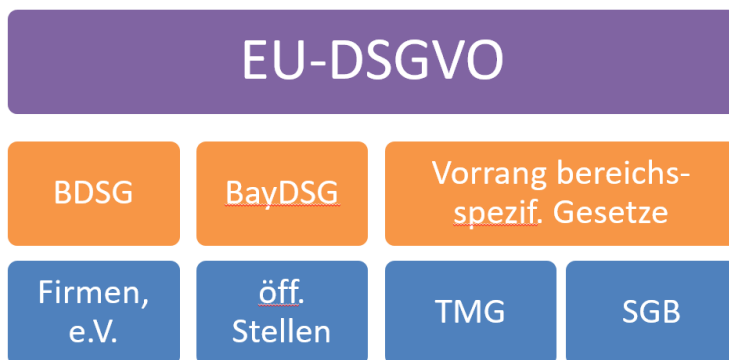 EU-DSGVO
BDSG
BayDSG
Vorrang bereichs-
spezif. Gesetze
Firmen,
e.V.
öff.
Stellen
TMG
SGB